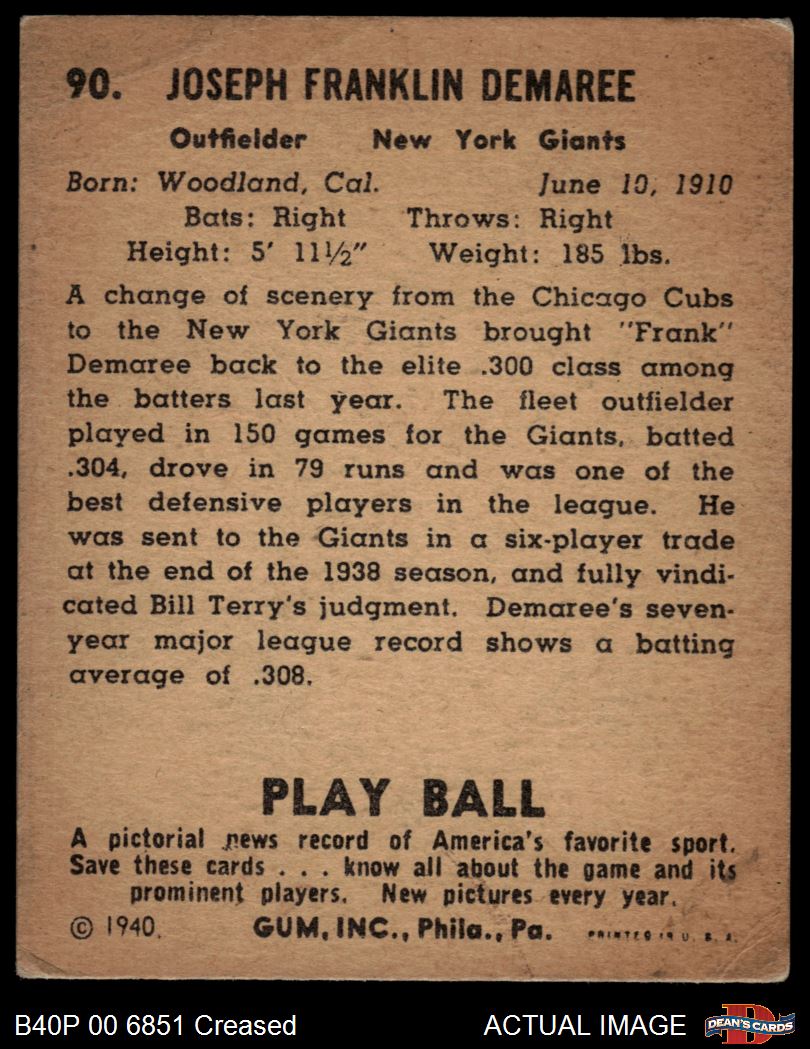 90. JOSEPH FRANKLIN DEMAREE
Outfielder New York Giants
Born: Woodland, Cal. June 10, 1910
Bats: Right Throws: Right
Height: 5' 11½" Weight: 185 lbs.
A change of scenery from the Chicago Cubs
to the New York Giants brought "Frank"
Demaree back to the elite .300 class among
the batters last year. The fleet outfielder
played in 150 games for the Giants, batted
.304, drove in 79 runs and was one of the
best defensive players in the league. He
was sent to the Giants in a six-player trade
at the end of the 1938 season, and fully vindi-
cated Bill Terry's judgment. Demaree's seven-
year major league record shows a batting
average of .308.
PLAY BALL
A pictorial news record of America's favorite sport.
Save these cards . . . know all about the game and its
prominent players. New pictures every year.
© 1940. GUM, INC., Phila., Pa. PRINTED IN U. S. A.
B40P 00 6851 Creased ACTUAL IMAGE DEAN'S CARDS